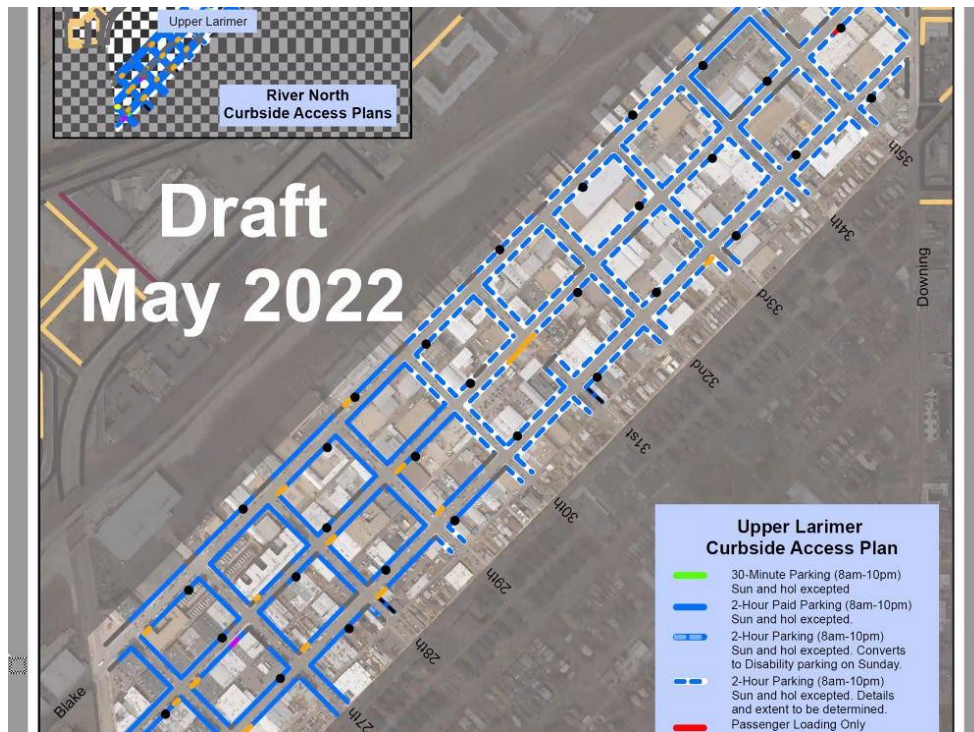 Upper Larimer
River North
Curbside Access Plans
Draft
May 2022
35th
34th
Downing
33rd
32nd
31st
30th
29th
28th
27th
Blake
Upper Larimer
Curbside Access Plan
30-Minute Parking (8am-10pm)
Sun and hol excepted
2-Hour Paid Parking (8am-10pm)
Sun and hol excepted.
2-Hour Parking (8am-10pm)
Sun and hol excepted. Converts
to Disability parking on Sunday.
2-Hour Parking (8am-10pm)
Sun and hol excepted. Details
and extent to be determined.
Passenger Loading Only